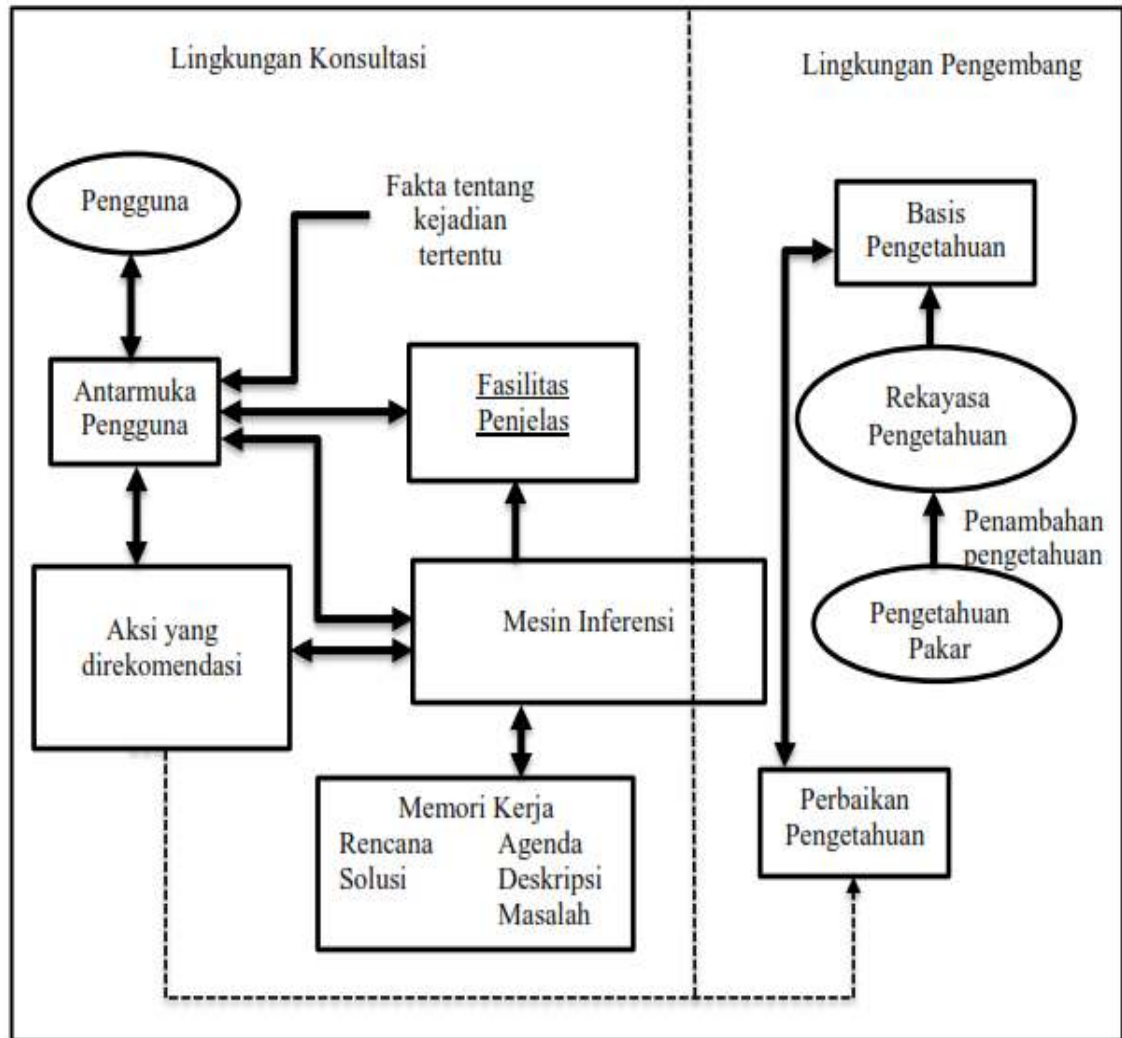 Lingkungan Konsultasi
Lingkungan Pengembang
Pengguna
Fakta tentang
kejadian
tertentu
Basis
Pengetahuan
Antarmuka
Pengguna
Fasilitas
Penjelas
Rekayasa
Pengetahuan
Penambahan
pengetahuan
Aksi yang
direkomendasi
Mesin Inferensi
Pengetahuan
Pakar
Memori Kerja
Rencana Agenda
Solusi Deskripsi
Masalah
Perbaikan
Pengetahuan